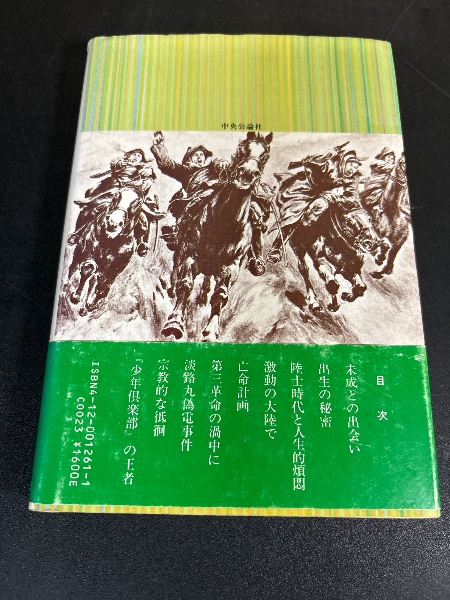 中央公論社
目次
未成との出会い
出生の秘密
陸士時代と人生的煩悶
激動の大陸で
亡命計画
第三革命の渦中に
淡路丸偽電事件
宗教的な低徊
『少年倶楽部』の王者
ISBN4-12-001261-1
C0023 ¥1600E